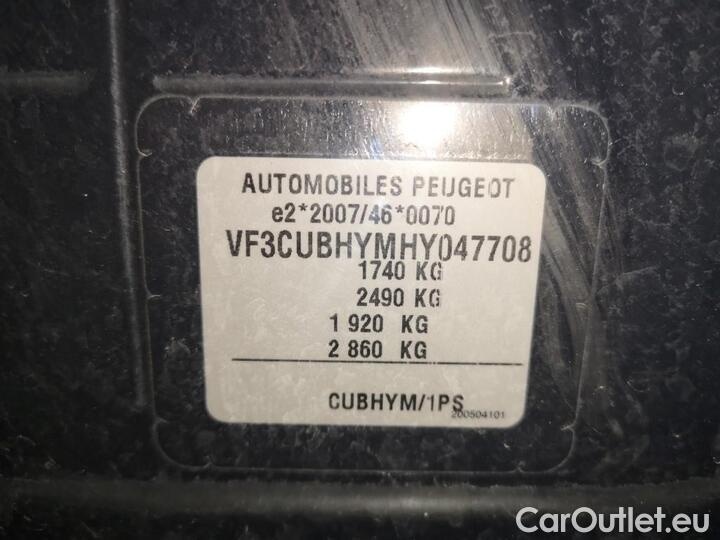 AUTOMOBILES PEUGEOT
e2*2007/46*0070
VF3CUBHYMHY047708
1740 KG
2490 KG
1 920 KG
2 860 KG
CUBHYM/1PS
200504101
CarOutlet.eu